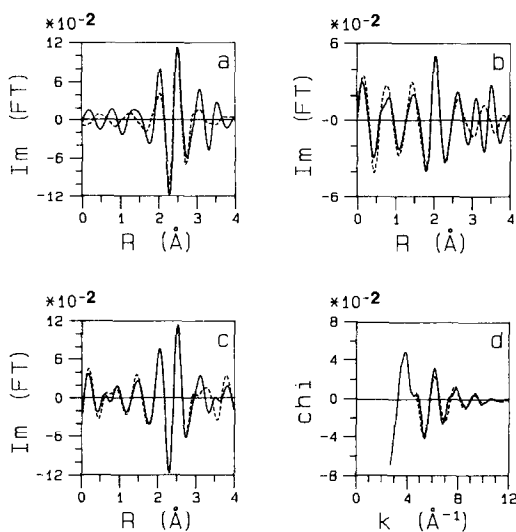 *10⁻²
12
6
0
-6
-12
Im (FT)
a
0 1 2 3 4
R (Å)
*10⁻²
6
-0
-6
Im (FT)
b
0 1 2 3 4
R (Å)
*10⁻²
12
6
0
-6
-12
Im (FT)
c
0 1 2 3 4
R (Å)
*10⁻²
8
4
0
-4
-8
chi
d
0 4 8 12
k (Å⁻¹)